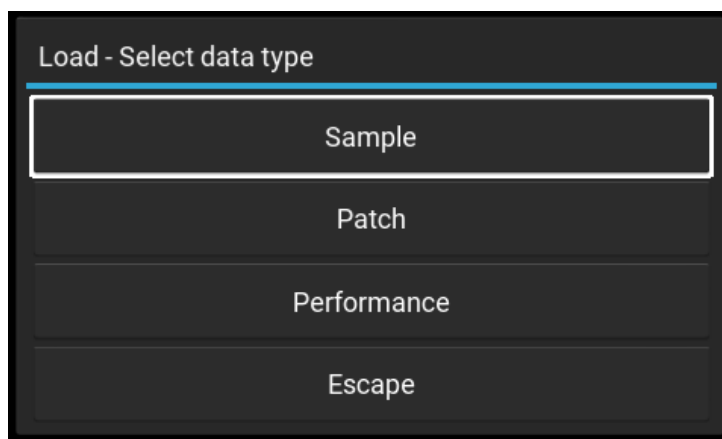 Load - Select data type
Sample
Patch
Performance
Escape